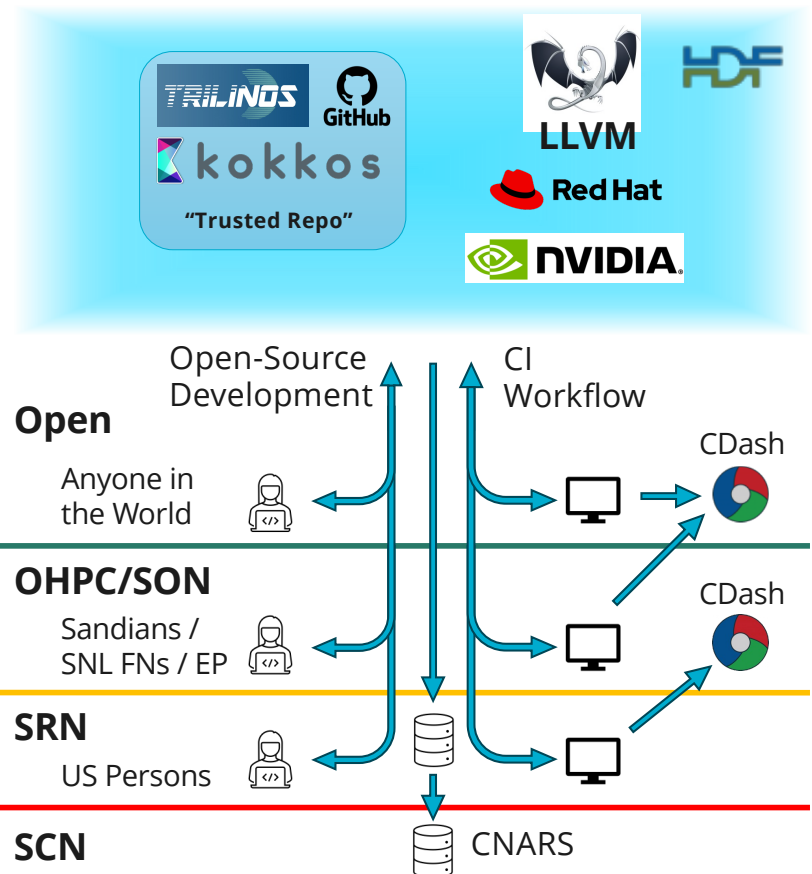 TRILINOS
GitHub
kokkos
“Trusted Repo”
LLVM
HDF
Red Hat
NVIDIA.
Open-Source
Development
CI
Workflow
Open
Anyone in
the World
</>
CDash
OHPC/SON
Sandians /
SNL FNs / EP
</>
CDash
SRN
US Persons
</>
SCN
CNARS